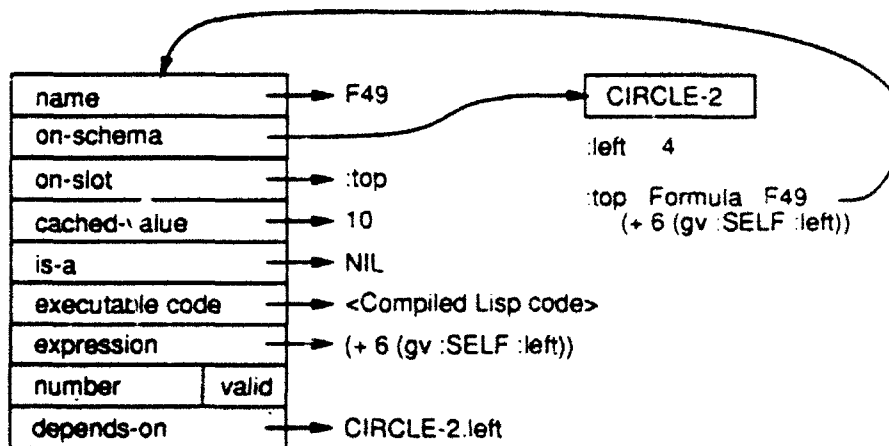 name F49
CIRCLE-2
on-schema
:left 4
on-slot :top
:top Formula F49
(+ 6 (gv :SELF :left))
cached-value 10
is-a NIL
executable code <Compiled Lisp code>
expression (+ 6 (gv :SELF :left))
number valid
depends-on CIRCLE-2.left